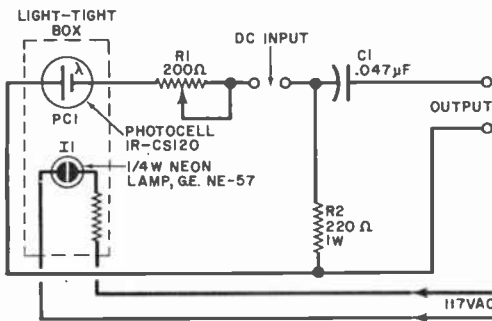 LIGHT-TIGHT
BOX
λ
PC1
R1
200Ω
DC INPUT
C1
.047µF
OUTPUT
PHOTOCELL
IR-CS120
I1
1/4W NEON
LAMP, G.E. NE-57
R2
220 Ω
1W
117VAC